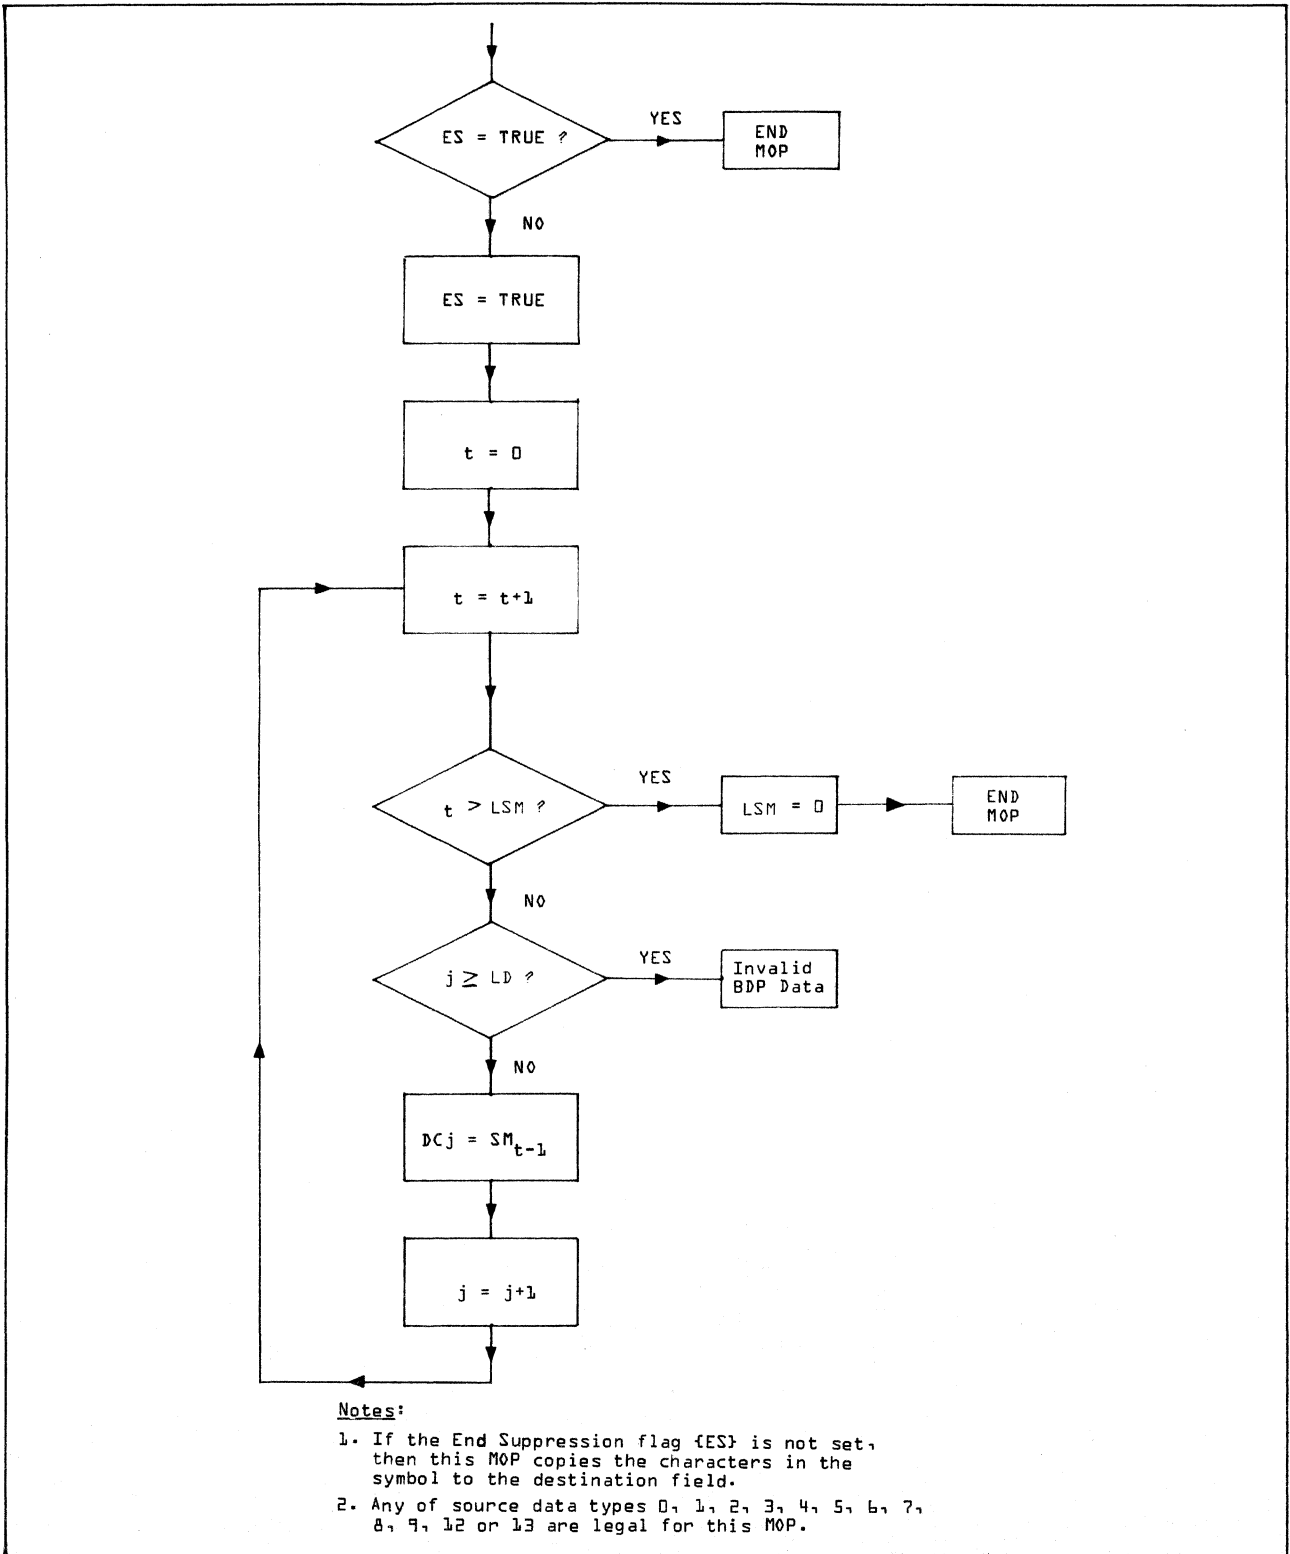 ES = TRUE ?
YES
END
MOP
NO
ES = TRUE
t = 0
t = t+1
t > LSM ?
YES
LSM = 0
END
MOP
NO
j ≥ LD ?
YES
Invalid
BDP Data
NO
DCj = SMt-1
j = j+1
Notes:
1. If the End Suppression flag {ES} is not set,
then this MOP copies the characters in the
symbol to the destination field.
2. Any of source data types 0, 1, 2, 3, 4, 5, 6, 7,
8, 9, 12 or 13 are legal for this MOP.